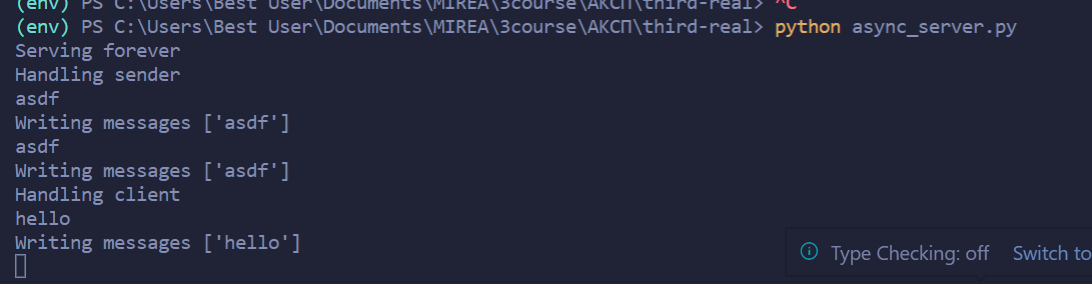 (env) PS C:\Users\Best User\Documents\MIREA\3course\АКСП\third-real> ^C
(env) PS C:\Users\Best User\Documents\MIREA\3course\АКСП\third-real> python async_server.py
Serving forever
Handling sender
asdf
Writing messages ['asdf']
asdf
Writing messages ['asdf']
Handling client
hello
Writing messages ['hello']
Type Checking: off Switch to